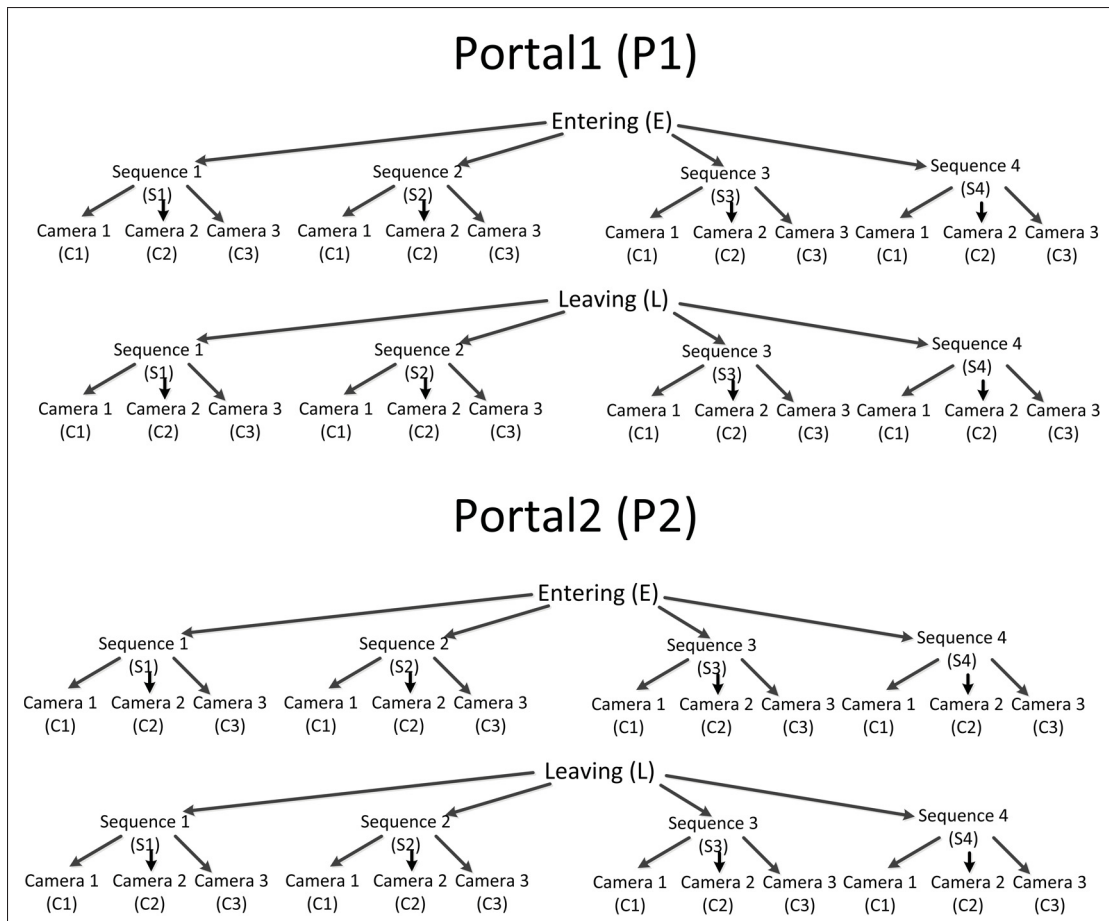 Portal1 (P1)
Entering (E)
Sequence 1 Sequence 2 Sequence 3 Sequence 4
(S1) (S2) (S3) (S4)
Camera 1 Camera 2 Camera 3 Camera 1 Camera 2 Camera 3 Camera 1 Camera 2 Camera 3 Camera 1 Camera 2 Camera 3
(C1) (C2) (C3) (C1) (C2) (C3) (C1) (C2) (C3) (C1) (C2) (C3)
Leaving (L)
Sequence 1 Sequence 2 Sequence 3 Sequence 4
(S1) (S2) (S3) (S4)
Camera 1 Camera 2 Camera 3 Camera 1 Camera 2 Camera 3 Camera 1 Camera 2 Camera 3 Camera 1 Camera 2 Camera 3
(C1) (C2) (C3) (C1) (C2) (C3) (C1) (C2) (C3) (C1) (C2) (C3)
Portal2 (P2)
Entering (E)
Sequence 1 Sequence 2 Sequence 3 Sequence 4
(S1) (S2) (S3) (S4)
Camera 1 Camera 2 Camera 3 Camera 1 Camera 2 Camera 3 Camera 1 Camera 2 Camera 3 Camera 1 Camera 2 Camera 3
(C1) (C2) (C3) (C1) (C2) (C3) (C1) (C2) (C3) (C1) (C2) (C3)
Leaving (L)
Sequence 1 Sequence 2 Sequence 3 Sequence 4
(S1) (S2) (S3) (S4)
Camera 1 Camera 2 Camera 3 Camera 1 Camera 2 Camera 3 Camera 1 Camera 2 Camera 3 Camera 1 Camera 2 Camera 3
(C1) (C2) (C3) (C1) (C2) (C3) (C1) (C2) (C3) (C1) (C2) (C3)